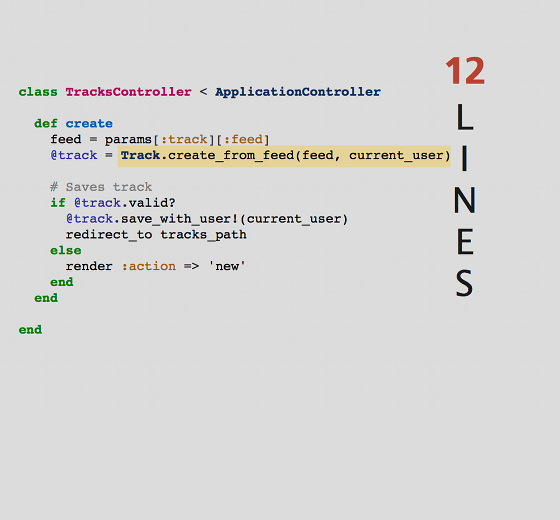 class TracksController < ApplicationController
def create
feed = params[:track][:feed]
@track = Track.create_from_feed(feed, current_user)
# Saves track
if @track.valid?
@track.save_with_user!(current_user)
redirect_to tracks_path
else
render :action => 'new'
end
end
end
12
L
I
N
E
S